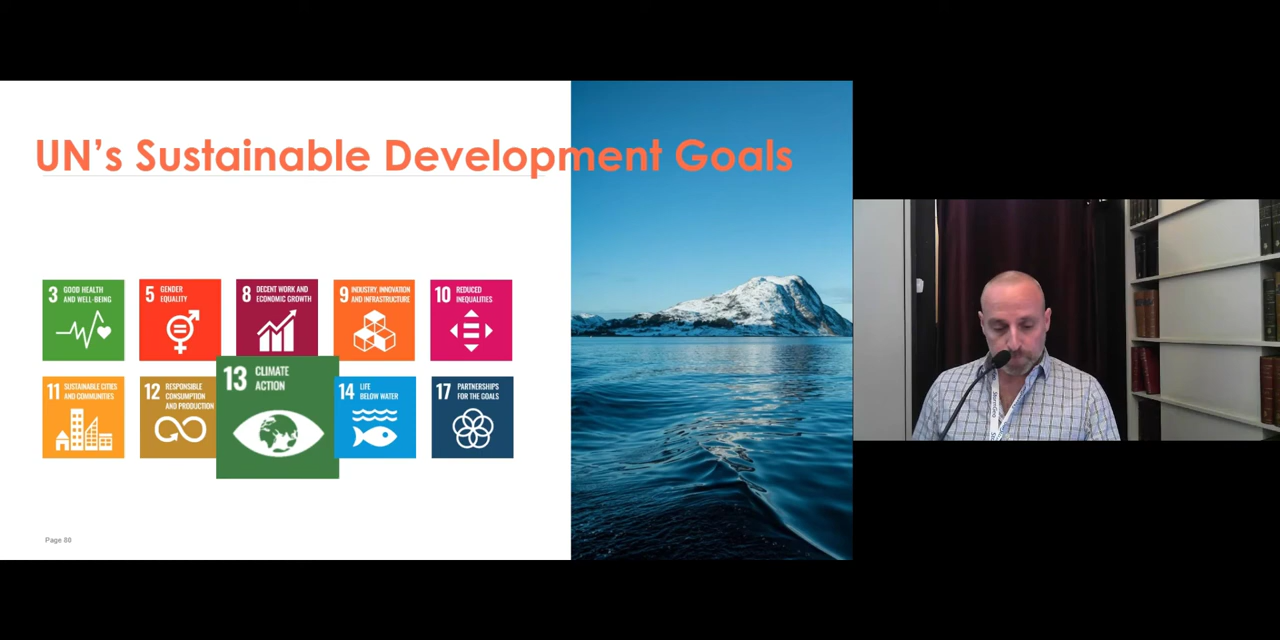 UN's Sustainable Development Goals
3 GOOD HEALTH
AND WELL-BEING
5 GENDER
EQUALITY
8 DECENT WORK AND
ECONOMIC GROWTH
9 INDUSTRY, INNOVATION
AND INFRASTRUCTURE
10 REDUCED
INEQUALITIES
11 SUSTAINABLE CITIES
AND COMMUNITIES
12 RESPONSIBLE
CONSUMPTION
AND PRODUCTION
13 CLIMATE
ACTION
14 LIFE
BELOW WATER
17 PARTNERSHIPS
FOR THE GOALS
Page 80